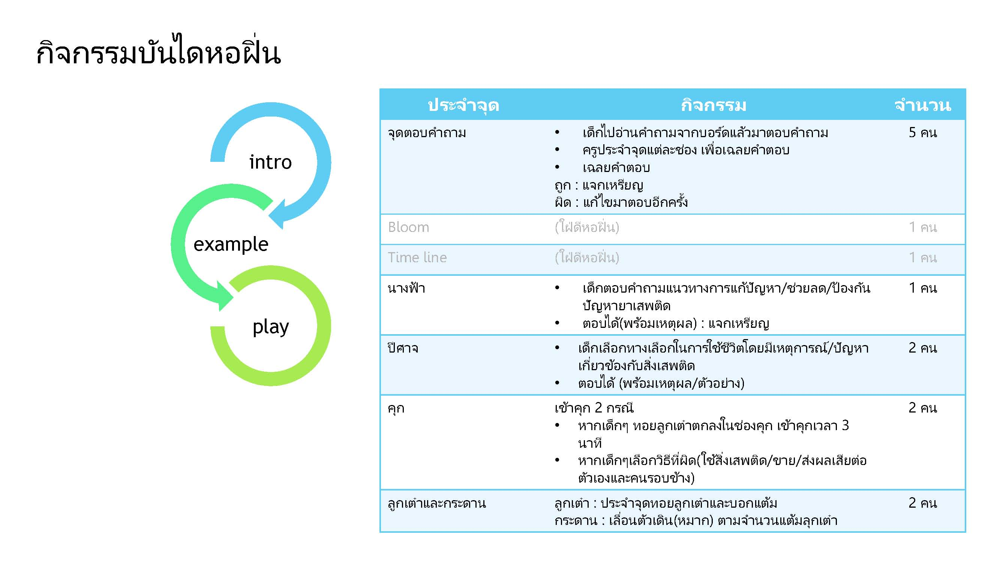 กิจกรรมบันไดหอฝิ่น
intro
example
play
ประจำจุด กิจกรรม จำนวน
จุดตอบคำถาม • เด็กไปอ่านคำถามจากบอร์ดแล้วมาตอบคำถาม 5 คน
• ครูประจำจุดแต่ละช่อง เพื่อเฉลยคำตอบ
• เฉลยคำตอบ
ถูก : แจกเหรียญ
ผิด : แก้ไขมาตอบอีกครั้ง
Bloom (ใฝ่ดีหอฝิ่น) 1 คน
Time line (ใฝ่ดีหอฝิ่น) 1 คน
นางฟ้า • เด็กตอบคำถามแนวทางการแก้ปัญหา/ช่วยลด/ป้องกัน 1 คน
ปัญหายาเสพติด
• ตอบได้(พร้อมเหตุผล) : แจกเหรียญ
ปีศาจ • เด็กเลือกทางเลือกในการใช้ชีวิตโดยมีเหตุการณ์/ปัญหา 2 คน
เกี่ยวข้องกับสิ่งเสพติด
• ตอบได้ (พร้อมเหตุผล/ตัวอย่าง)
คุก เข้าคุก 2 กรณี 2 คน
• หากเด็กๆ ทอยลูกเต๋าตกลงในช่องคุก เข้าคุกเวลา 3
นาที
• หากเด็กๆเลือกวิธีที่ผิด(ใช้สิ่งเสพติด/ขาย/ส่งผลเสียต่อ
ตัวเองและคนรอบข้าง)
ลูกเต๋าและกระดาน ลูกเต๋า : ประจำจุดทอยลูกเต๋าและบอกแต้ม 2 คน
กระดาน : เลื่อนตัวเดิน(หมาก) ตามจำนวนแต้มลุกเต๋า